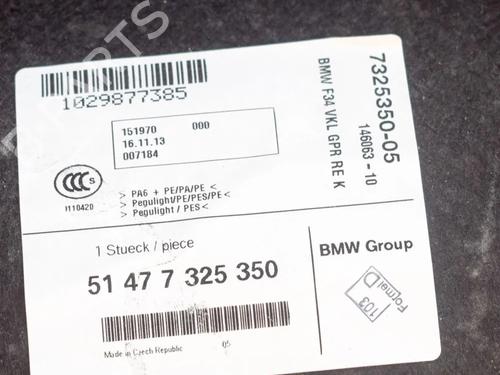 1029877385
151970 000
16.11.13
007184
CCC S
I110420
> PA6 + PE/PA/PE <
> Pegulight/PE/PES/PE <
> Pegulight / PES <
BMW F34 VKL GPR RE K
7325350-05
146063-10
1 Stueck / piece
51 47 7 325 350
Made in Czech Republic 05
BMW Group
103
Formel D